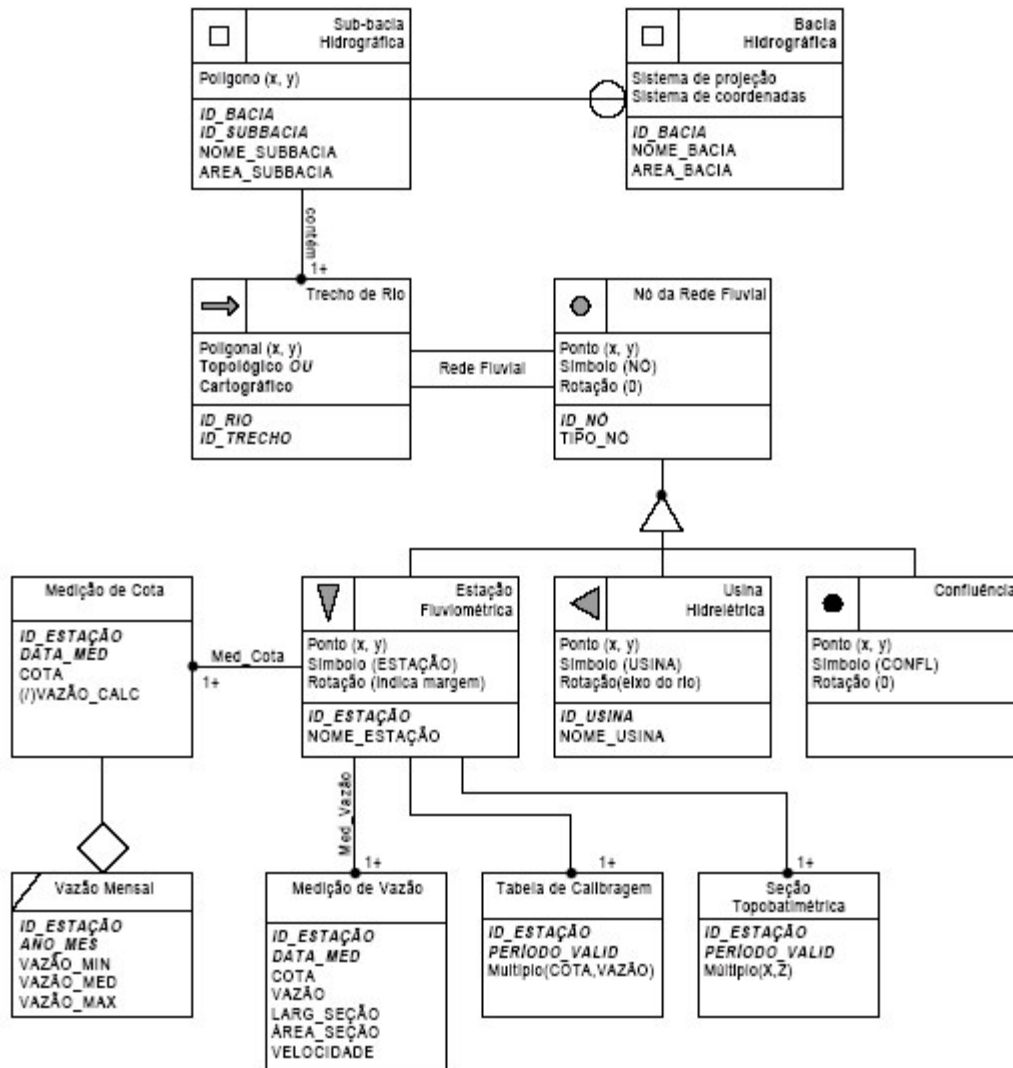 Sub-bacia
Hidrográfica
Polígono (x, y)
ID_BACIA
ID_SUBBACIA
NOME_SUBBACIA
AREA_SUBBACIA
Bacia
Hidrográfica
Sistema de projeção
Sistema de coordenadas
ID_BACIA
NOME_BACIA
AREA_BACIA
contém
1+
Trecho de Rio
Poligonal (x, y)
Topológico OU
Cartográfico
ID_RIO
ID_TRECHO
Rede Fluvial
Nó da Rede Fluvial
Ponto (x, y)
Símbolo (NÓ)
Rotação (0)
ID_NÓ
TIPO_NÓ
Medição de Cota
ID_ESTAÇÃO
DATA_MED
COTA
(/)VAZÃO_CALC
Med_Cota
1+
Estação
Fluviométrica
Ponto (x, y)
Símbolo (ESTAÇÃO)
Rotação (indica margem)
ID_ESTAÇÃO
NOME_ESTAÇÃO
Usina
Hidrelétrica
Ponto (x, y)
Símbolo (USINA)
Rotação(eixo do rio)
ID_USINA
NOME_USINA
Confluência
Ponto (x, y)
Símbolo (CONFL)
Rotação (0)
Vazão Mensal
ID_ESTAÇÃO
ANO_MES
VAZÃO_MIN
VAZÃO_MED
VAZÃO_MAX
Med_Vazão
1+
Medição de Vazão
ID_ESTAÇÃO
DATA_MED
COTA
VAZÃO
LARG_SEÇÃO
ÁREA_SEÇÃO
VELOCIDADE
1+
Tabela de Calibragem
ID_ESTAÇÃO
PERÍODO_VALID
Múltiplo(COTA,VAZÃO)
1+
Seção
Topobatimétrica
ID_ESTAÇÃO
PERÍODO_VALID
Múltiplo(X,Z)